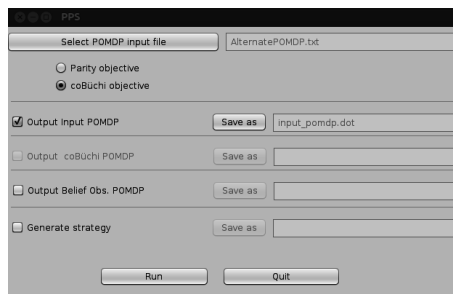 PPS
Select POMDP input file AlternatePOMDP.txt
Parity objective
coBüchi objective
Output Input POMDP Save as input_pomdp.dot
Output coBüchi POMDP Save as
Output Belief Obs. POMDP Save as
Generate strategy Save as
Run Quit